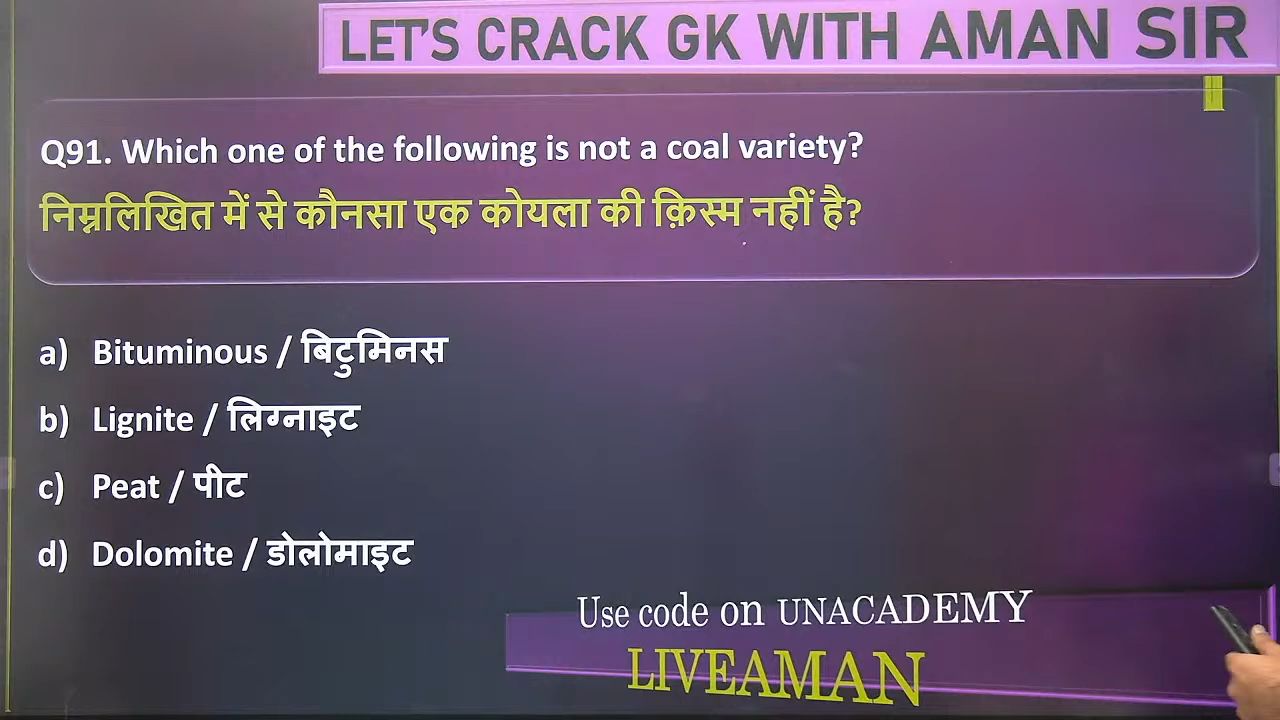 LET'S CRACK GK WITH AMAN SIR
Q91. Which one of the following is not a coal variety?
निम्नलिखित में से कौनसा एक कोयला की क़िस्म नहीं है?
a) Bituminous / बिटुमिनस
b) Lignite / लिग्नाइट
c) Peat / पीट
d) Dolomite / डोलोमाइट
Use code on UNACADEMY
LIVEAMAN